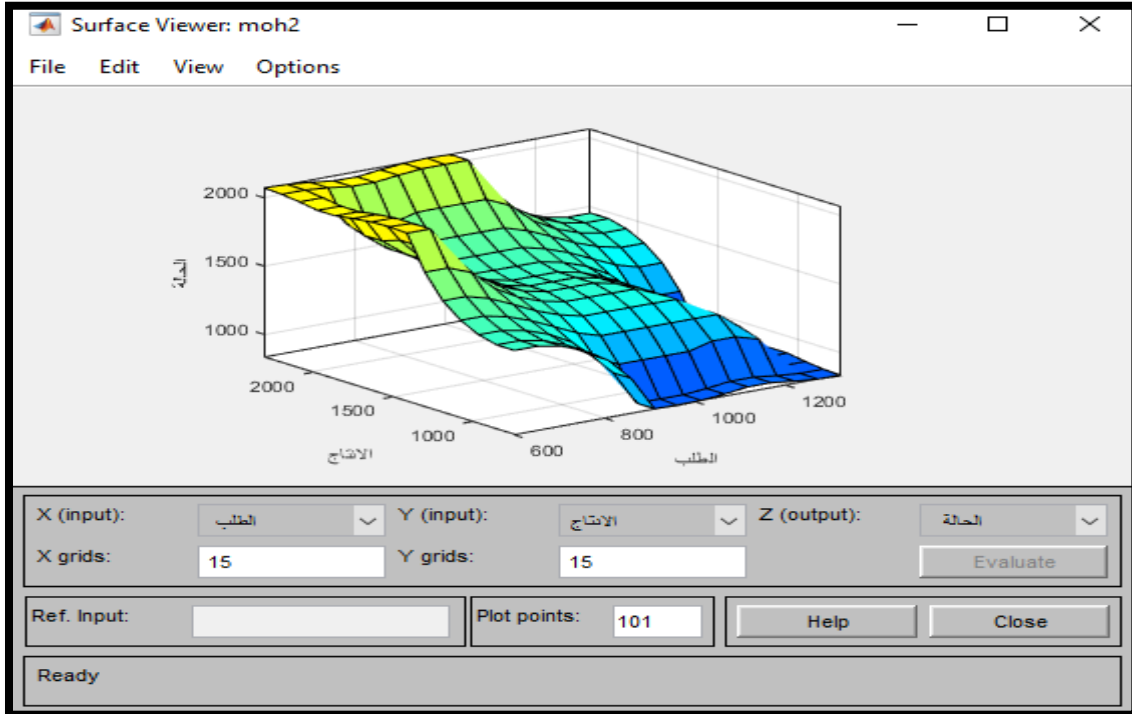 Surface Viewer: moh2
File Edit View Options
2000
1500
1000
الحالة
2000
1500
1000
الانتاج
600
800
1000
1200
الطلب
X (input): الطلب Y (input): الانتاج Z (output): الحالة
X grids: 15 Y grids: 15 Evaluate
Ref. Input: Plot points: 101 Help Close
Ready